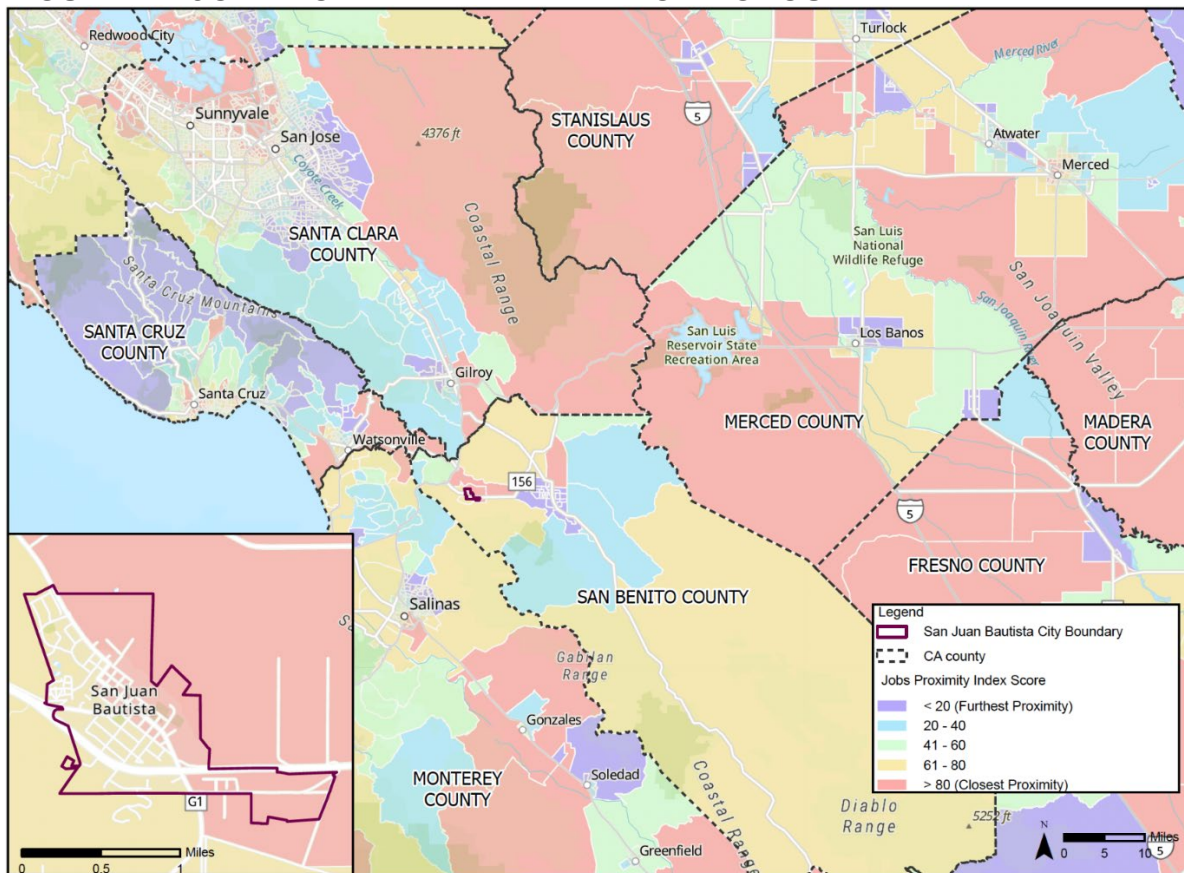 Redwood City
Turlock
Merced River
Sunnyvale
San Jose
4376 ft
STANISLAUS
COUNTY
5
Atwater
Merced
Coyote Creek
SANTA CLARA
COUNTY
Coastal Range
San Luis
National
Wildlife Refuge
San Joaquin Valley
Santa Cruz Mountains
SANTA CRUZ
COUNTY
San Luis
Reservoir State
Recreation Area
Los Banos
Gilroy
Santa Cruz
MERCED COUNTY
MADERA
COUNTY
Watsonville
156
5
FRESNO COUNTY
SAN BENITO COUNTY
Salinas
Gabilan
Range
Gonzales
MONTEREY
COUNTY
Soledad
Coastal Range
Diablo
Range
5252 ft
Greenfield
San Juan
Bautista
G1
Miles
0 0.5 1
Legend
San Juan Bautista City Boundary
CA county
Jobs Proximity Index Score
< 20 (Furthest Proximity)
20 - 40
41 - 60
61 - 80
> 80 (Closest Proximity)
N
Miles
0 5 10
5